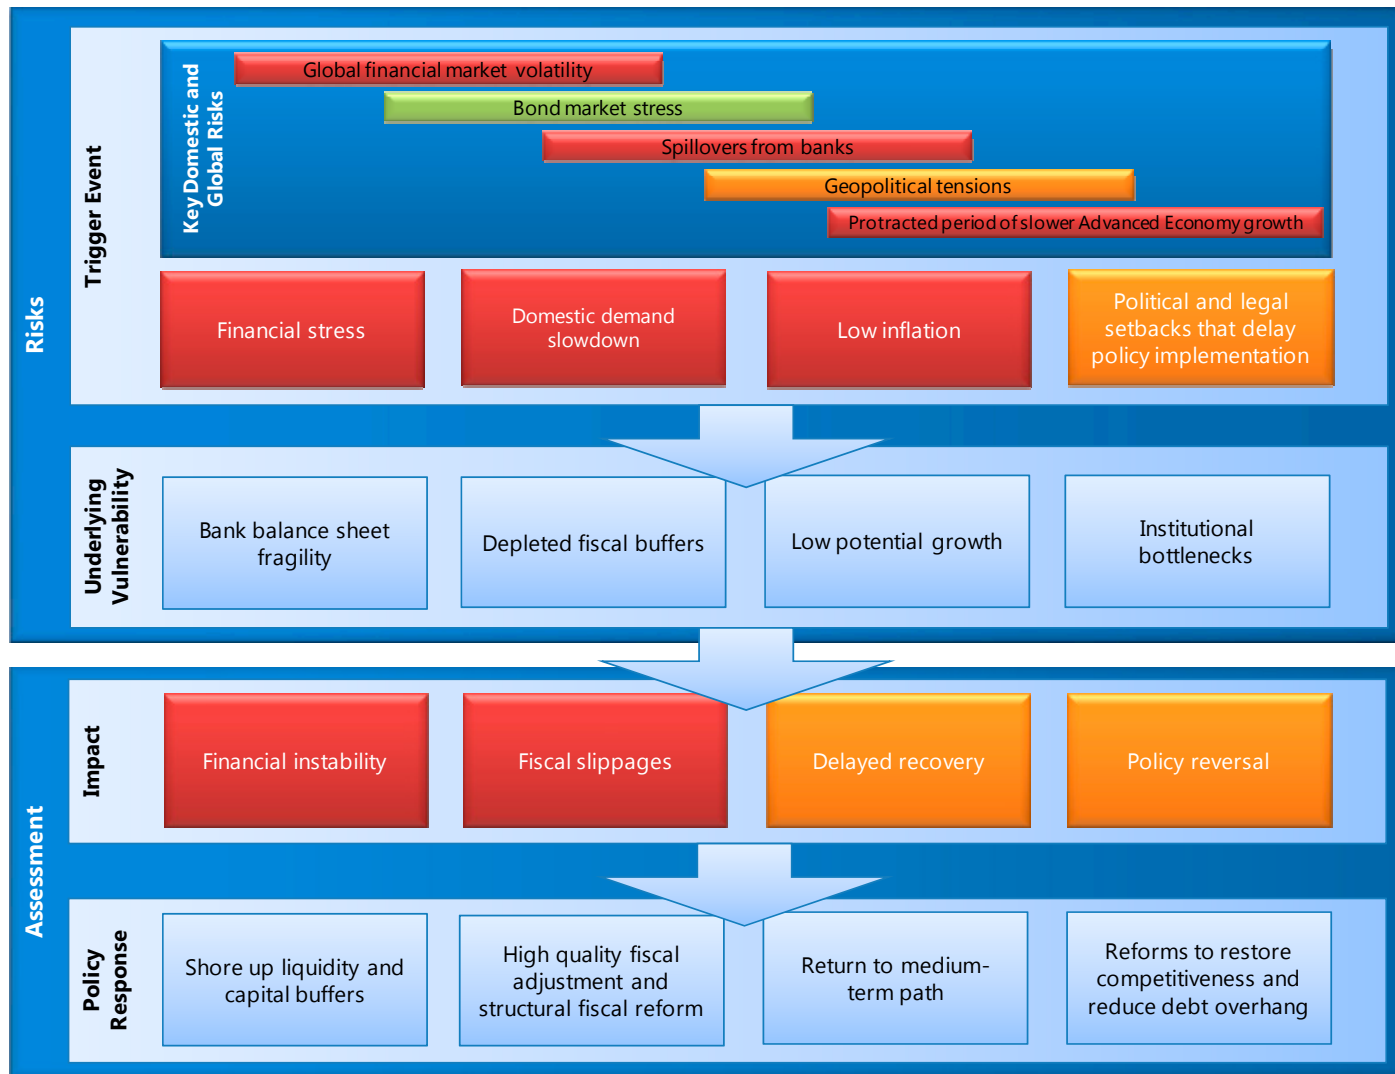 Risks
Trigger Event
Key Domestic and
Global Risks
Global financial market volatility
Bond market stress
Spillovers from banks
Geopolitical tensions
Protracted period of slower Advanced Economy growth
Financial stress
Domestic demand
slowdown
Low inflation
Political and legal
setbacks that delay
policy implementation
Underlying
Vulnerability
Bank balance sheet
fragility
Depleted fiscal buffers
Low potential growth
Institutional
bottlenecks
Assessment
Impact
Financial instability
Fiscal slippages
Delayed recovery
Policy reversal
Policy
Response
Shore up liquidity and
capital buffers
High quality fiscal
adjustment and
structural fiscal reform
Return to medium-
term path
Reforms to restore
competitiveness and
reduce debt overhang